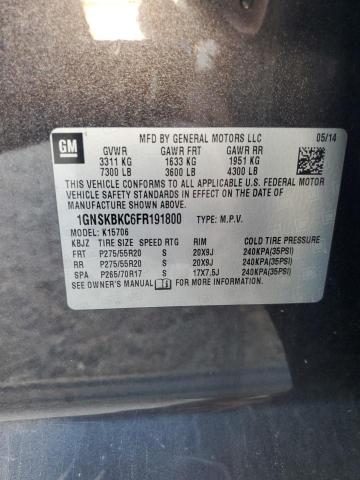 GM
MFD BY GENERAL MOTORS LLC 05/14
GVWR GAWR FRT GAWR RR
3311 KG 1633 KG 1951 KG
7300 LB 3600 LB 4300 LB
THIS VEHICLE CONFORMS TO ALL APPLICABLE U.S. FEDERAL MOTOR
VEHICLE SAFETY STANDARDS IN EFFECT ON THE DATE OF
MANUFACTURE SHOWN ABOVE.
1GNSKBKC6FR191800 TYPE: M.P.V.
MODEL: K15706
KBJZ TIRE SIZE SPEED RTG RIM COLD TIRE PRESSURE
FRT P275/55R20 S 20X9J 240KPA(35PSI)
RR P275/55R20 S 20X9J 240KPA(35PSI)
SPA P265/70R17 S 17X7.5J 240KPA(35PSI)
SEE OWNER'S MANUAL FOR MORE INFORMATION.